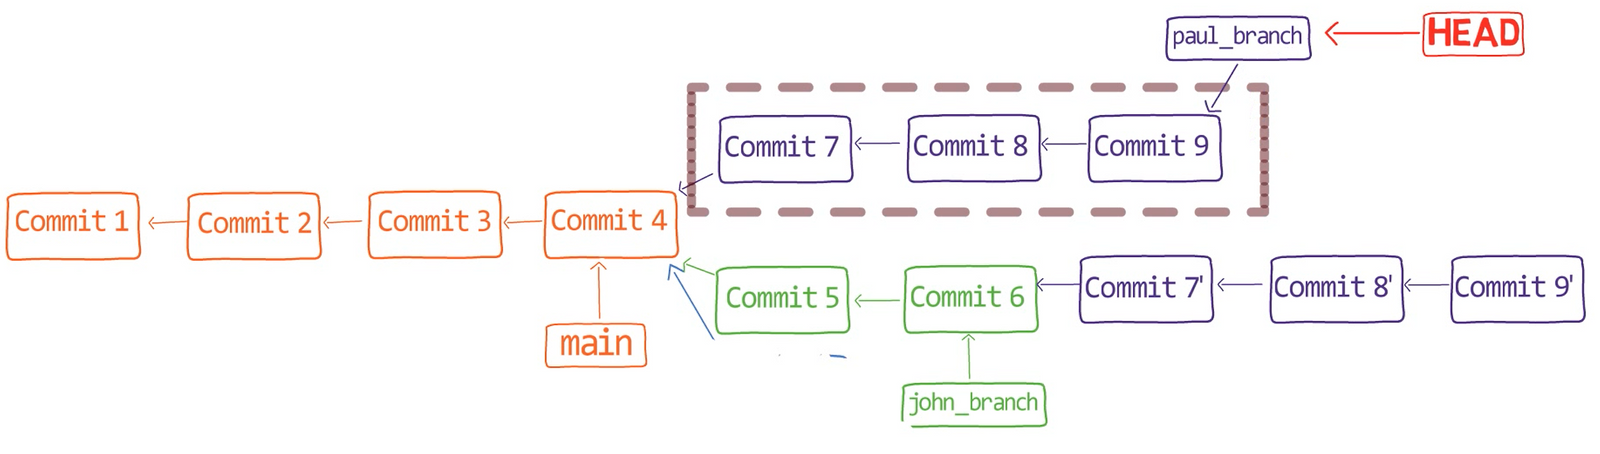 paul_branch
HEAD
Commit 7
Commit 8
Commit 9
Commit 1
Commit 2
Commit 3
Commit 4
Commit 5
Commit 6
Commit 7'
Commit 8'
Commit 9'
main
john_branch